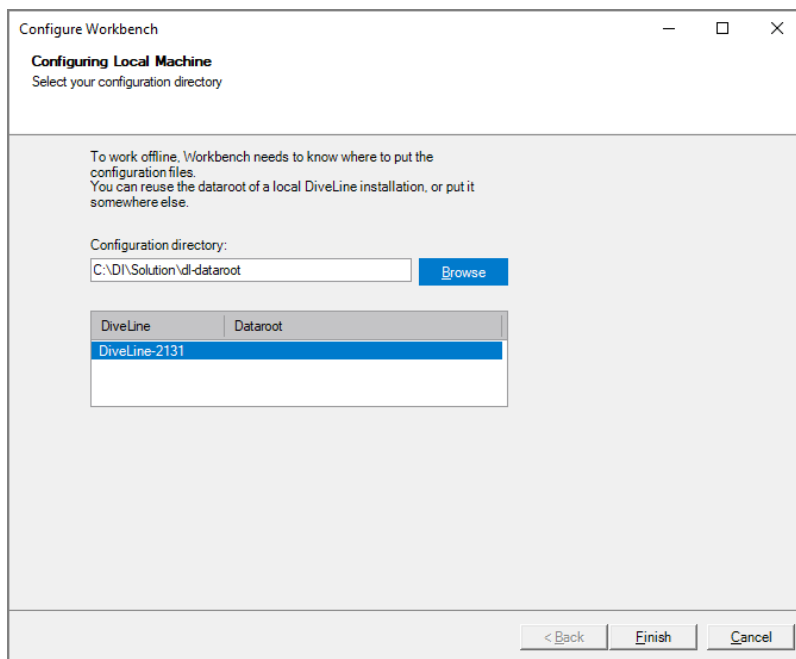 Configure Workbench
Configuring Local Machine
Select your configuration directory
To work offline, Workbench needs to know where to put the
configuration files.
You can reuse the dataroot of a local DiveLine installation, or put it
somewhere else.
Configuration directory:
C:\DI\Solution\dl-dataroot
Browse
DiveLine Dataroot
DiveLine-2131
< Back Finish Cancel